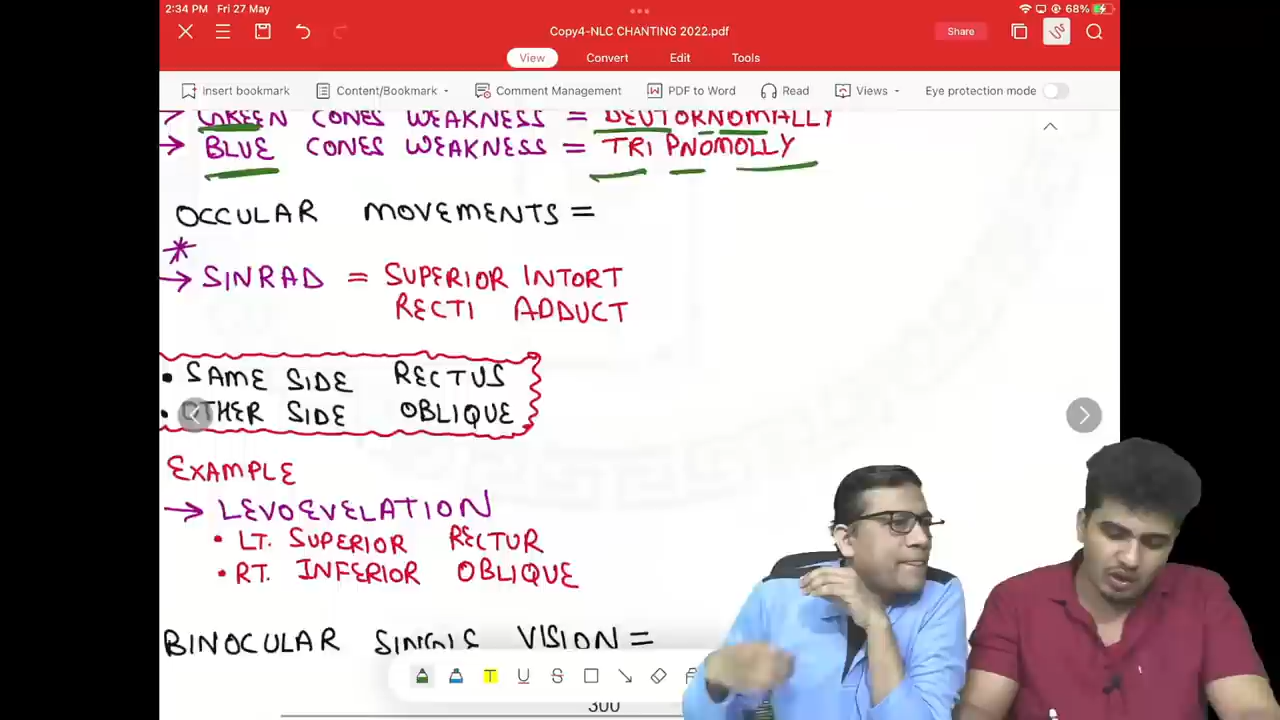 2:34 PM Fri 27 May
68%
Copy4-NLC CHANTING 2022.pdf
Share
View Convert Edit Tools
Insert bookmark Content/Bookmark Comment Management PDF to Word Read Views Eye protection mode
GREEN CONES WEAKNESS = DEUTORNOMALLY
→ BLUE CONES WEAKNESS = TRIPNOMOLLY
OCCULAR MOVEMENTS =
*
→ SINRAD = SUPERIOR INTORT
RECTI ADDUCT
• SAME SIDE RECTUS
• OTHER SIDE OBLIQUE
EXAMPLE
→ LEVOEVELATION
• LT. SUPERIOR RECTUR
• RT. INFERIOR OBLIQUE
BINOCULAR SINGLE VISION =
T U S
300